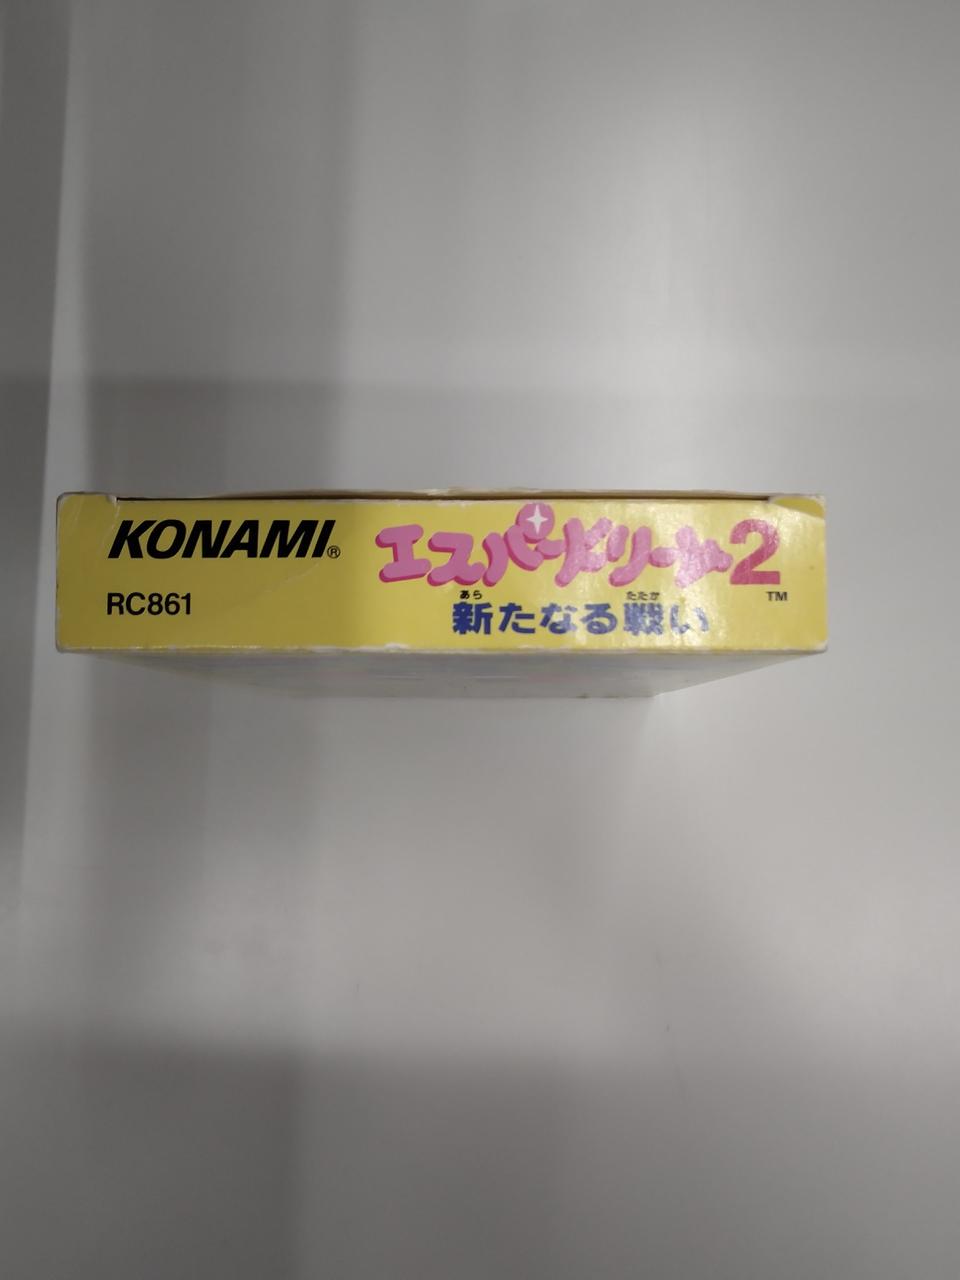 KONAMI®
RC861
エスパードリーム2
TM
あら たたか
新たなる戦い